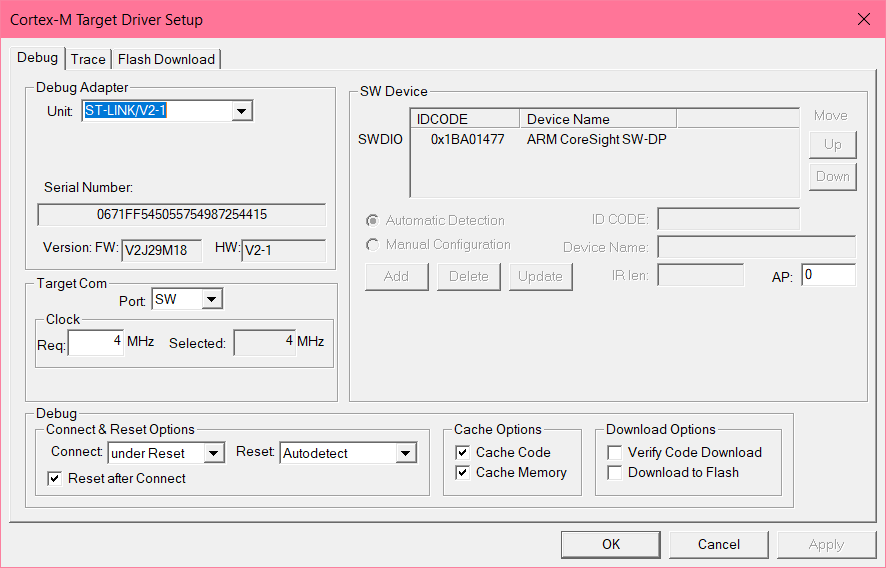 Cortex-M Target Driver Setup
Debug Trace Flash Download
Debug Adapter
Unit: ST-LINK/V2-1
Serial Number:
0671FF545055754987254415
Version: FW: V2J29M18 HW: V2-1
Target Com
Port: SW
Clock
Req: 4 MHz Selected: 4 MHz
SW Device
IDCODE Device Name Move
SWDIO 0x1BA01477 ARM CoreSight SW-DP Up
Down
Automatic Detection ID CODE:
Manual Configuration Device Name:
Add Delete Update IR len: AP: 0
Debug
Connect & Reset Options
Connect: under Reset Reset: Autodetect
Reset after Connect
Cache Options
Cache Code
Cache Memory
Download Options
Verify Code Download
Download to Flash
OK Cancel Apply